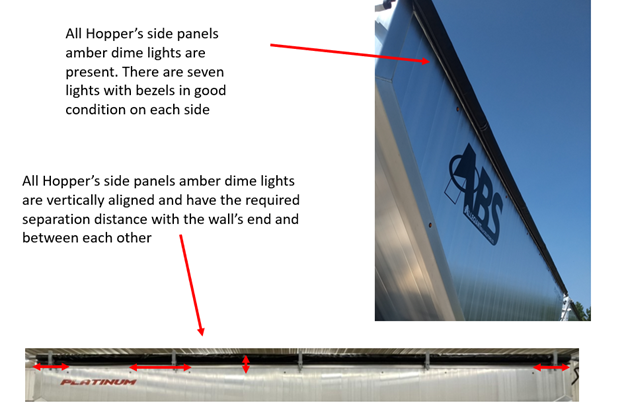 All Hopper’s side panels
amber dime lights are
present. There are seven
lights with bezels in good
condition on each side
ABS
All Hopper’s side panels amber dime lights
are vertically aligned and have the required
separation distance with the wall’s end and
between each other
PLATINUM